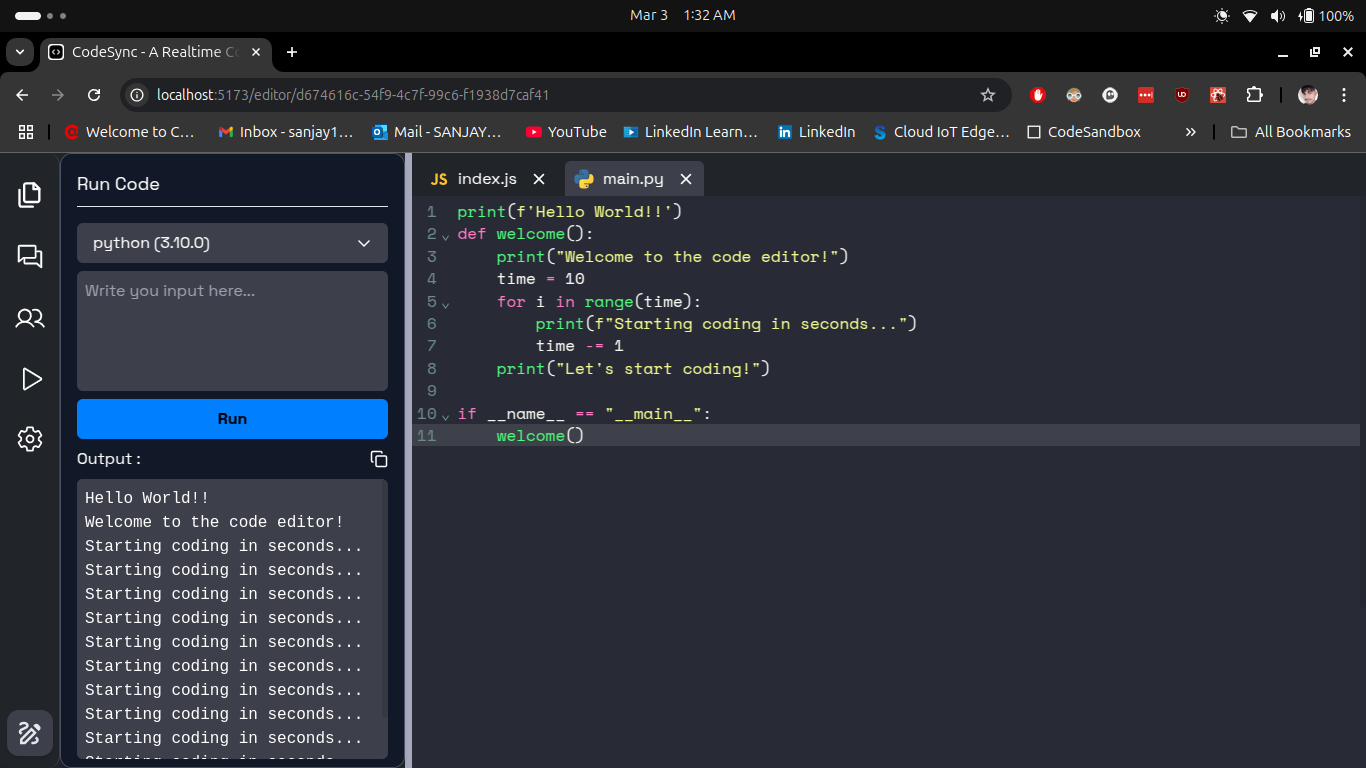 Mar 3 1:32 AM
100%
CodeSync - A Realtime Co
localhost:5173/editor/d674616c-54f9-4c7f-99c6-f1938d7caf41
Welcome to C...
Inbox - sanjay1...
Mail - SANJAY...
YouTube
LinkedIn Learn...
in LinkedIn
Cloud IoT Edge...
CodeSandbox
» All Bookmarks
Run Code
python (3.10.0)
Write you input here...
Run
Output :
Hello World!!
Welcome to the code editor!
Starting coding in seconds...
Starting coding in seconds...
Starting coding in seconds...
Starting coding in seconds...
Starting coding in seconds...
Starting coding in seconds...
Starting coding in seconds...
Starting coding in seconds...
Starting coding in seconds...
Starting coding in seconds
JS index.js
main.py
1 print(f'Hello World!!')
2 def welcome():
3     print("Welcome to the code editor!")
4     time = 10
5     for i in range(time):
6         print(f"Starting coding in seconds...")
7         time -= 1
8     print("Let's start coding!")
9
10 if __name__ == "__main__":
11     welcome()